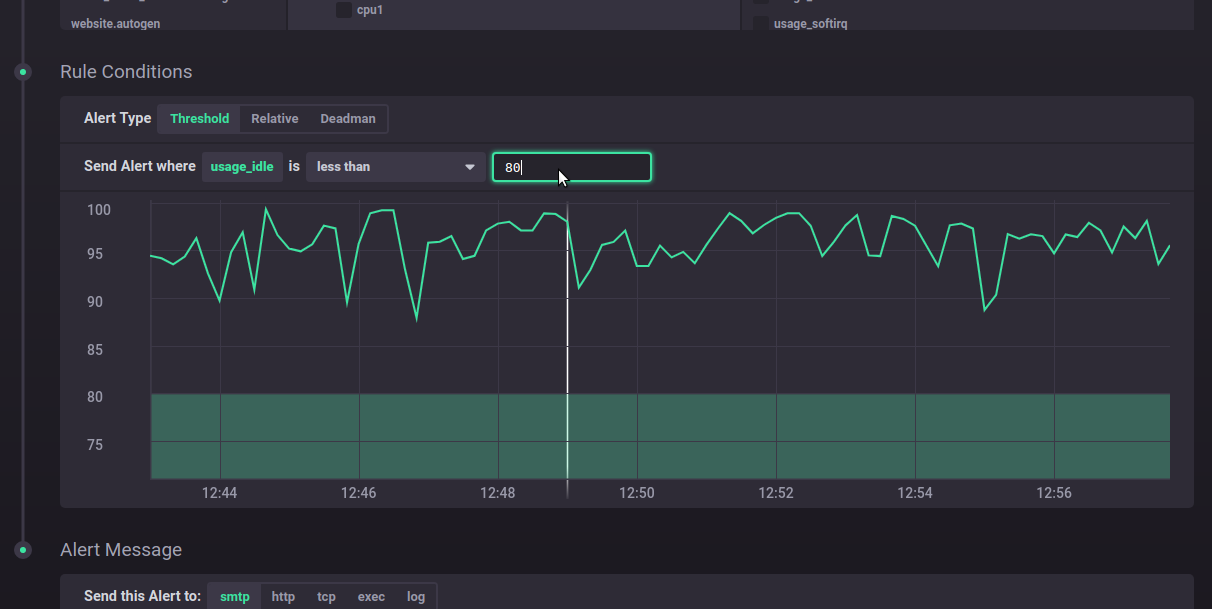 cpu1
website.autogen
usage_softirq
Rule Conditions
Alert Type Threshold Relative Deadman
Send Alert where usage_idle is less than 80
100
95
90
85
80
75
12:44 12:46 12:48 12:50 12:52 12:54 12:56
Alert Message
Send this Alert to: smtp http tcp exec log